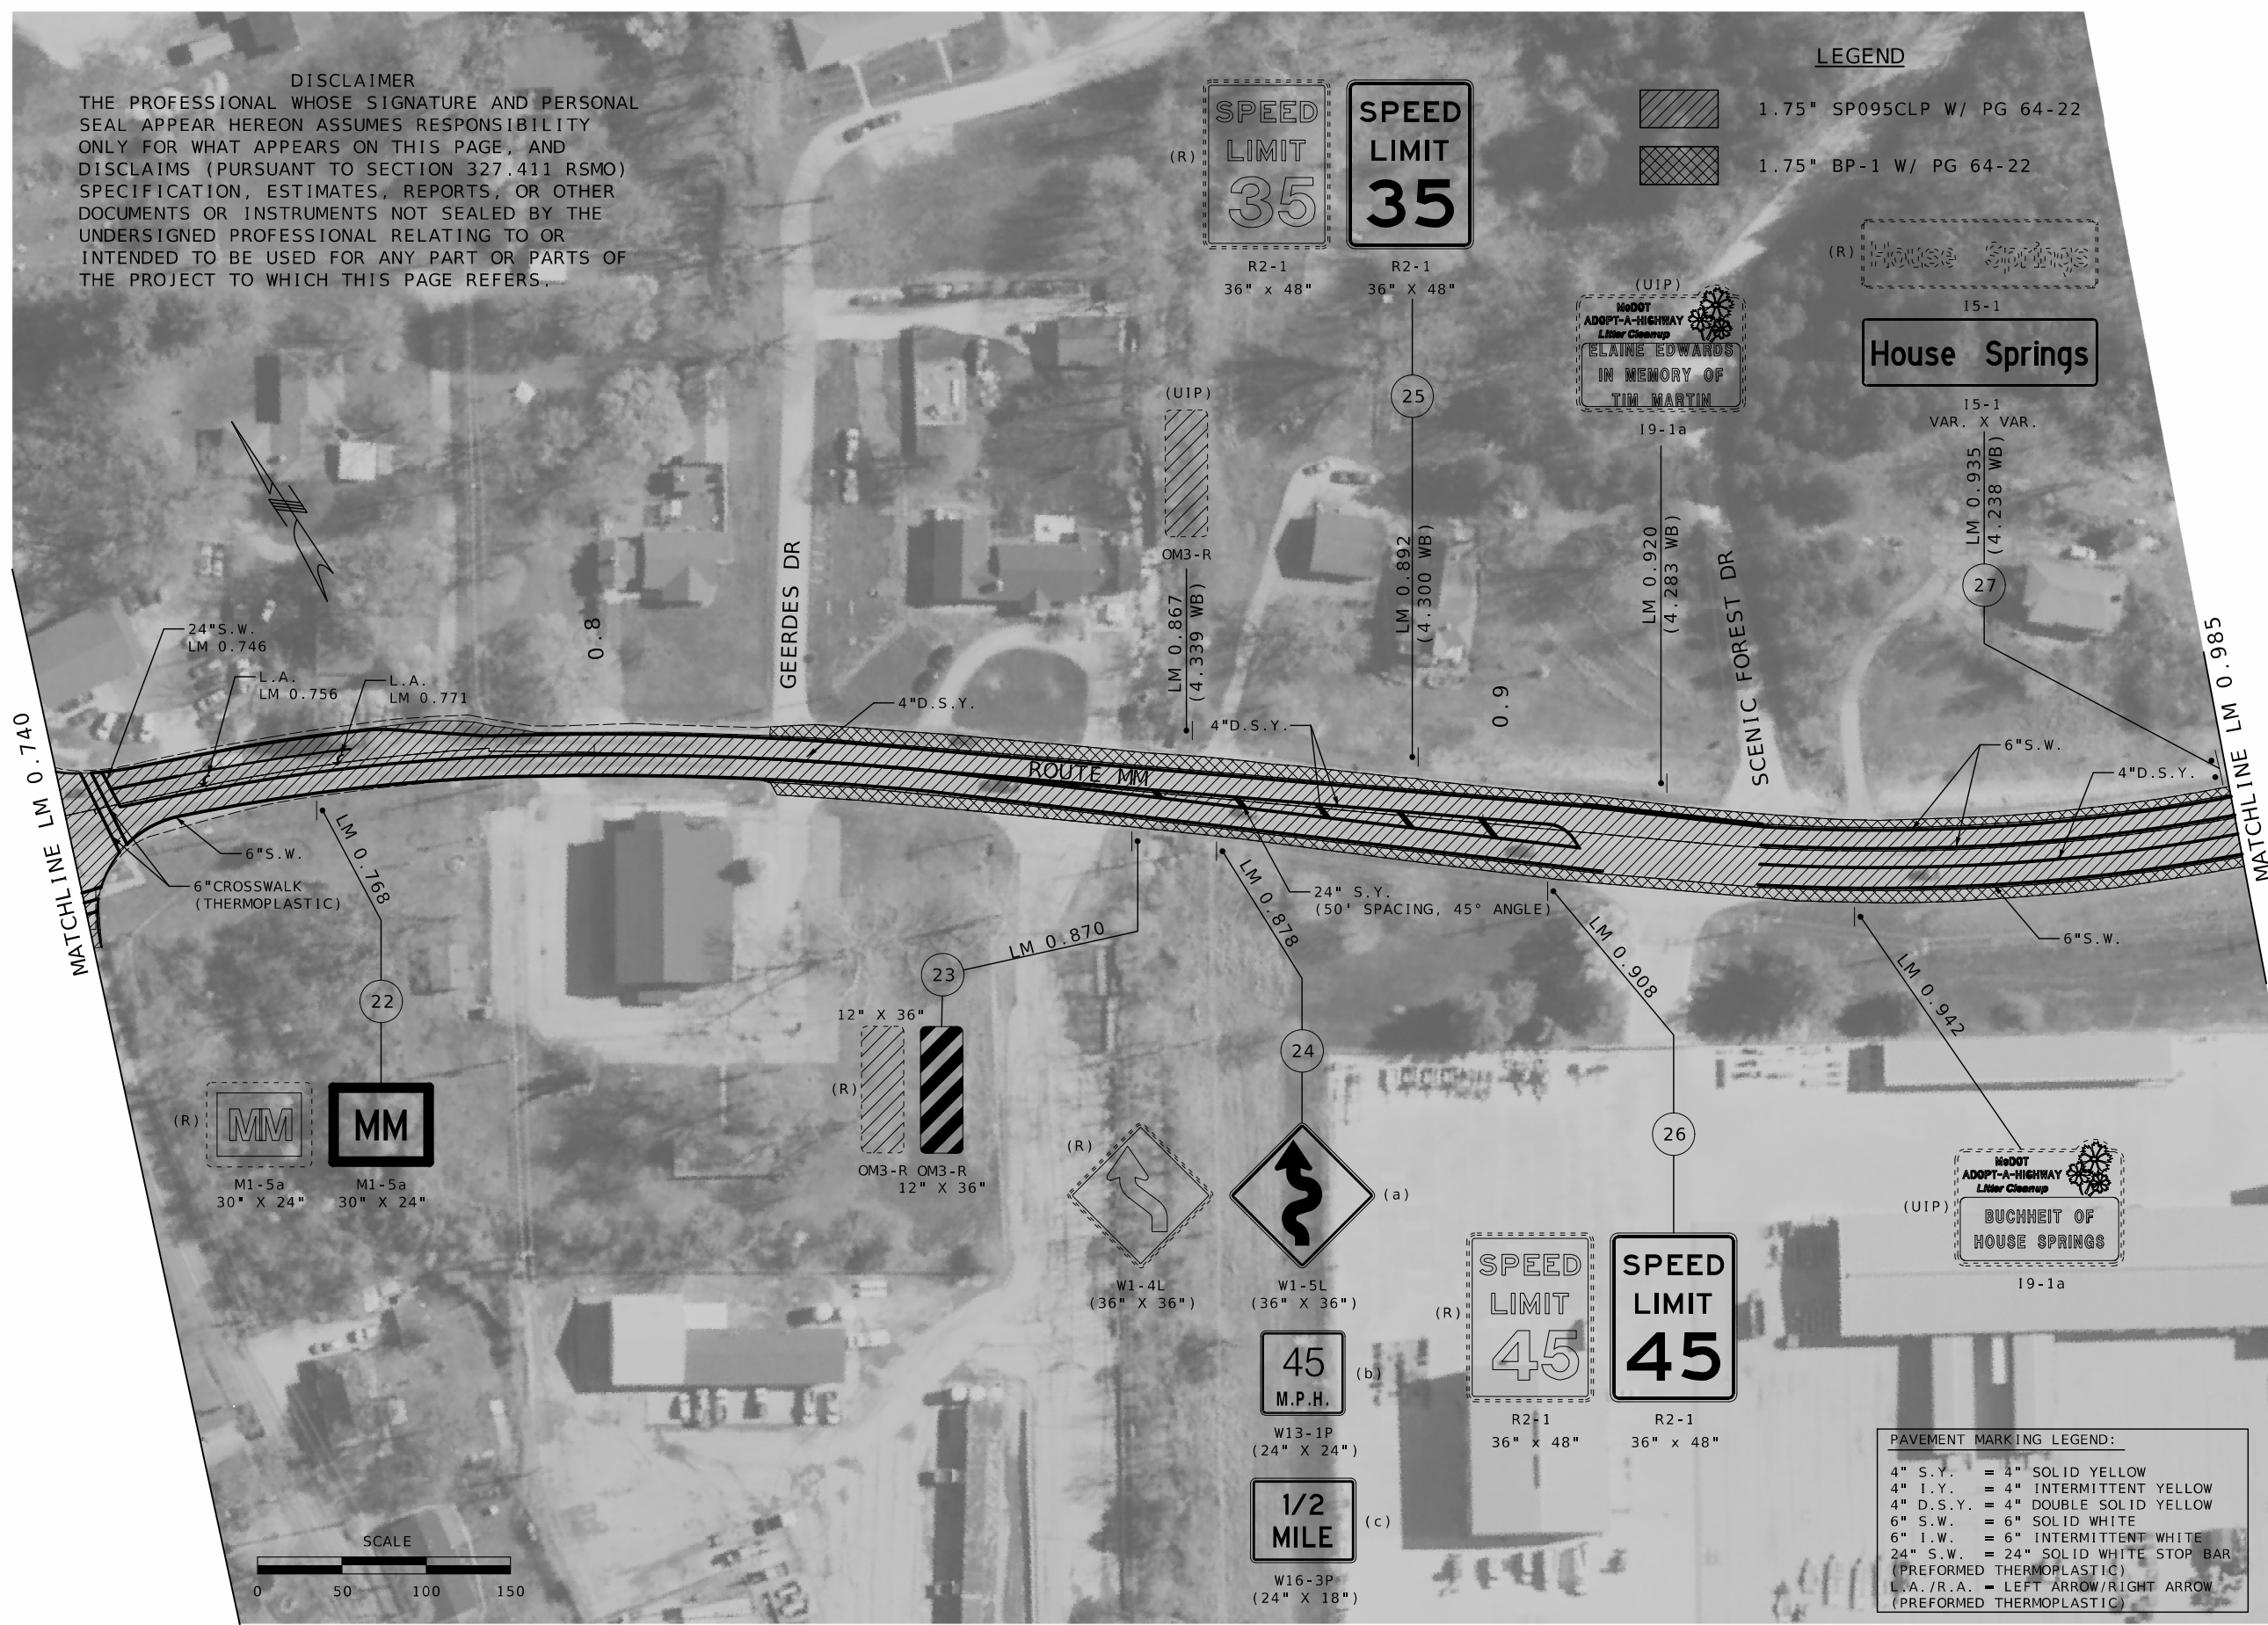 DISCLAIMER
THE PROFESSIONAL WHOSE SIGNATURE AND PERSONAL
SEAL APPEAR HEREON ASSUMES RESPONSIBILITY
ONLY FOR WHAT APPEARS ON THIS PAGE, AND
DISCLAIMS (PURSUANT TO SECTION 327.411 RSMO)
SPECIFICATION, ESTIMATES, REPORTS, OR OTHER
DOCUMENTS OR INSTRUMENTS NOT SEALED BY THE
UNDERSIGNED PROFESSIONAL RELATING TO OR
INTENDED TO BE USED FOR ANY PART OR PARTS OF
THE PROJECT TO WHICH THIS PAGE REFERS.
(R)
SPEED
LIMIT
35
R2-1
36" x 48"
SPEED
LIMIT
35
R2-1
36" X 48"
25
LM 0.892
(4.300 WB)
LEGEND
1.75" SP095CLP W/ PG 64-22
1.75" BP-1 W/ PG 64-22
(R)
House Springs
I5-1
House Springs
I5-1
VAR. X VAR.
LM 0.935
(4.238 WB)
27
(UIP)
MoDOT
ADOPT-A-HIGHWAY
Litter Cleanup
ELAINE EDWARDS
IN MEMORY OF
TIM MARTIN
I9-1a
LM 0.920
(4.283 WB)
(UIP)
OM3-R
LM 0.867
(4.339 WB)
0.8
GEERDES DR
0.9
SCENIC FOREST DR
MATCHLINE LM 0.740
MATCHLINE LM 0.985
24"S.W.
LM 0.746
L.A.
LM 0.756
L.A.
LM 0.771
4"D.S.Y.
4"D.S.Y.
ROUTE MM
6"S.W.
4"D.S.Y.
6"S.W.
6"CROSSWALK
(THERMOPLASTIC)
24" S.Y.
(50' SPACING, 45° ANGLE)
6"S.W.
LM 0.768
22
(R)
MM
M1-5a
30" X 24"
MM
M1-5a
30" X 24"
LM 0.870
23
12" X 36"
(R)
OM3-R
OM3-R
12" X 36"
LM 0.878
24
(R)
W1-4L
(36" X 36")
(a)
W1-5L
(36" X 36")
45
M.P.H.
(b)
W13-1P
(24" X 24")
1/2
MILE
(c)
W16-3P
(24" X 18")
LM 0.908
26
(R)
SPEED
LIMIT
45
R2-1
36" x 48"
SPEED
LIMIT
45
R2-1
36" x 48"
LM 0.942
(UIP)
MoDOT
ADOPT-A-HIGHWAY
Litter Cleanup
BUCHHEIT OF
HOUSE SPRINGS
I9-1a
SCALE
0 50 100 150
PAVEMENT MARKING LEGEND:
4" S.Y. = 4" SOLID YELLOW
4" I.Y. = 4" INTERMITTENT YELLOW
4" D.S.Y. = 4" DOUBLE SOLID YELLOW
6" S.W. = 6" SOLID WHITE
6" I.W. = 6" INTERMITTENT WHITE
24" S.W. = 24" SOLID WHITE STOP BAR
(PREFORMED THERMOPLASTIC)
L.A./R.A. = LEFT ARROW/RIGHT ARROW
(PREFORMED THERMOPLASTIC)